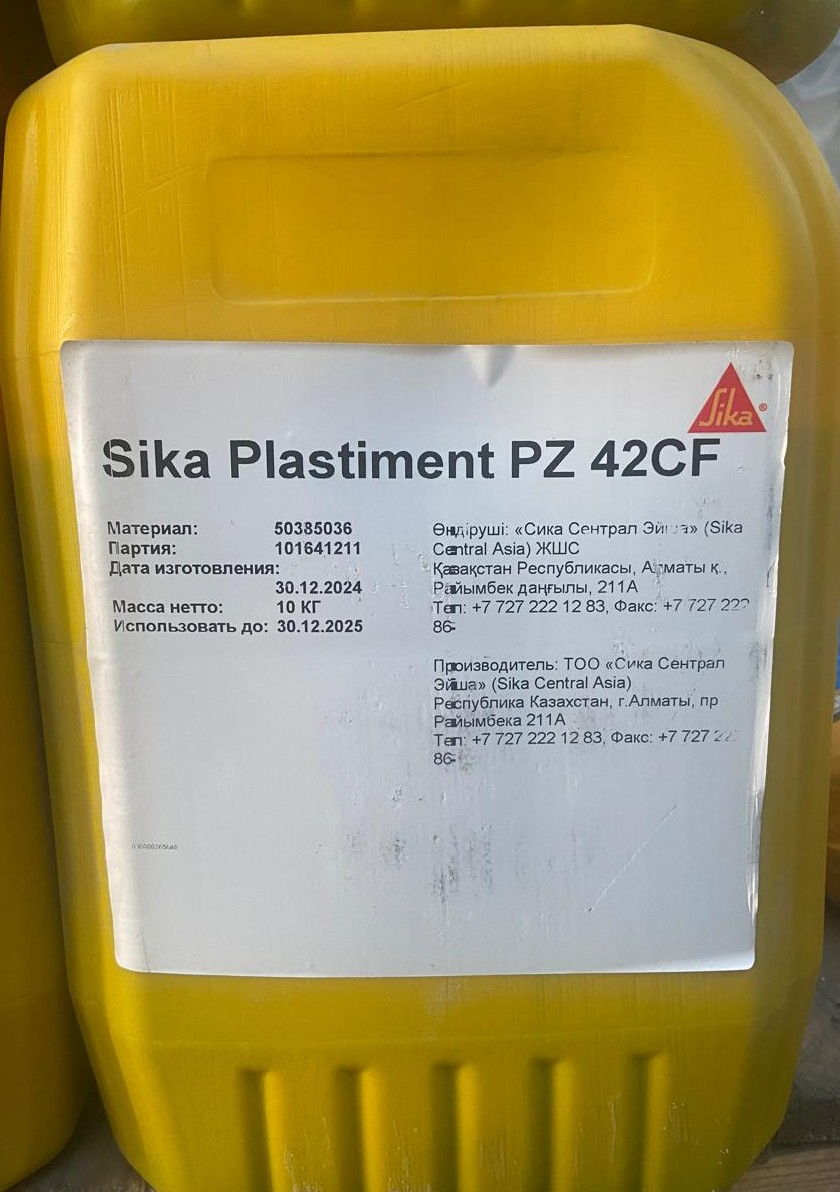 Sika®
Sika Plastiment PZ 42CF
Материал: 50385036
Партия: 101641211
Дата изготовления:
30.12.2024
Масса нетто: 10 КГ
Использовать до: 30.12.2025
Өндіруші: «Сика Сентрал Эйша» (Sika
Central Asia) ЖШС
Қазақстан Республикасы, Алматы қ.,
Райымбек даңғылы, 211А
Тел: +7 727 222 12 83, Факс: +7 727
86-
Производитель: ТОО «Сика Сентрал
Эйша» (Sika Central Asia)
Республика Казахстан, г.Алматы, пр
Райымбека 211А
Тел: +7 727 222 12 83, Факс: +7 727
86-